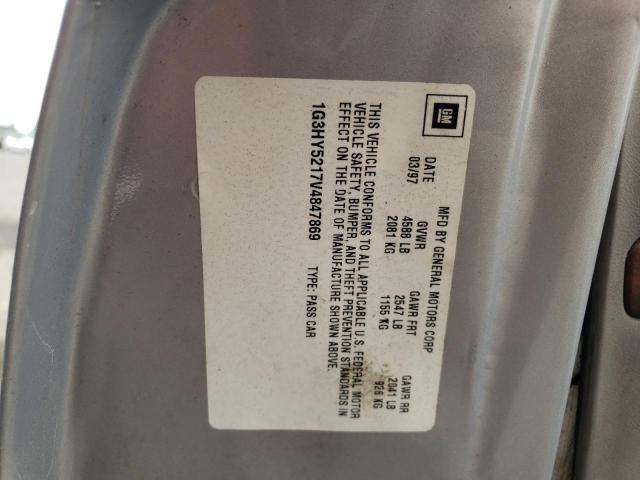 GM
MFD BY GENERAL MOTORS CORP
DATE GVWR GAWR FRT GAWR RR
03/97 4588 LB 2547 LB 2041 LB
2081 KG 1155 KG 926 KG
THIS VEHICLE CONFORMS TO ALL APPLICABLE U.S. FEDERAL MOTOR
VEHICLE SAFETY, BUMPER, AND THEFT PREVENTION STANDARDS IN
EFFECT ON THE DATE OF MANUFACTURE SHOWN ABOVE.
1G3HY5217V4847869 TYPE: PASS CAR